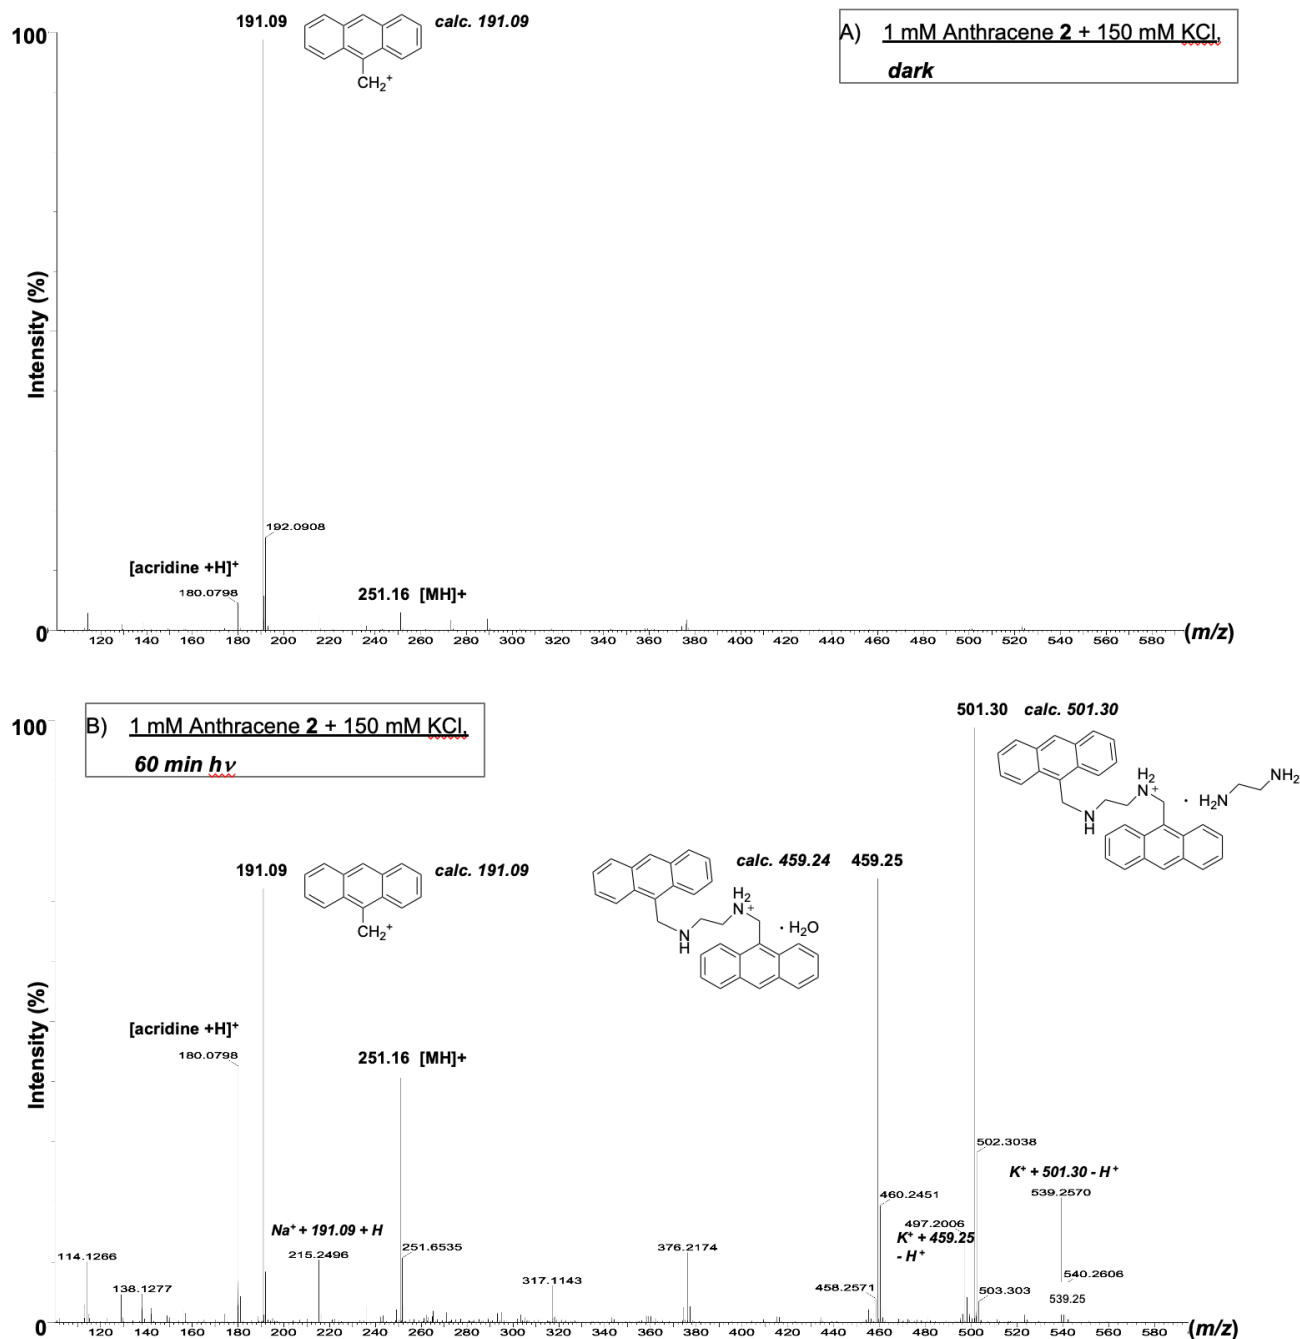 191.09
calc. 191.09
A) 1 mM Anthracene 2 + 150 mM KCl,
dark
100
CH2+
Intensity (%)
192.0908
[acridine +H]+
180.0798
251.16 [MH]+
0
120 140 160 180 200 220 240 260 280 300 320 340 360 380 400 420 440 460 480 500 520 540 560 580
(m/z)
B) 1 mM Anthracene 2 + 150 mM KCl,
60 min hν
100
501.30 calc. 501.30
H2
N
+
N
H
· H2N
NH2
191.09
calc. 191.09
CH2+
calc. 459.24 459.25
H2
N
+
N
H
· H2O
Intensity (%)
[acridine +H]+
180.0798
251.16 [MH]+
502.3038
K+ + 501.30 - H+
539.2570
460.2451
497.2006
K+ + 459.25
- H+
Na+ + 191.09 + H
215.2496
251.6535
376.2174
114.1266
138.1277
317.1143
458.2571
540.2606
539.25
503.303
0
120 140 160 180 200 220 240 260 280 300 320 340 360 380 400 420 440 460 480 500 520 540 560 580
(m/z)